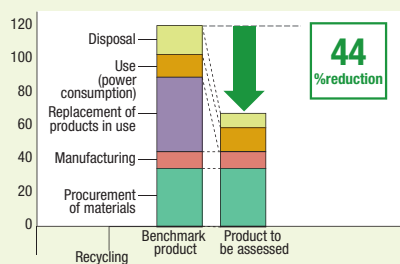 120
100
80
60
40
20
0
Disposal
Use
(power
consumption)
Replacement of
products in use
Manufacturing
Procurement
of materials
44
%reduction
Benchmark
product
Product to
be assessed
Recycling